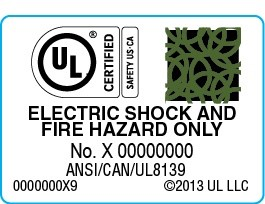 UL
®
CERTIFIED
SAFETY US-CA
ELECTRIC SHOCK AND
FIRE HAZARD ONLY
No. X 00000000
ANSI/CAN/UL8139
0000000X9 ©2013 UL LLC